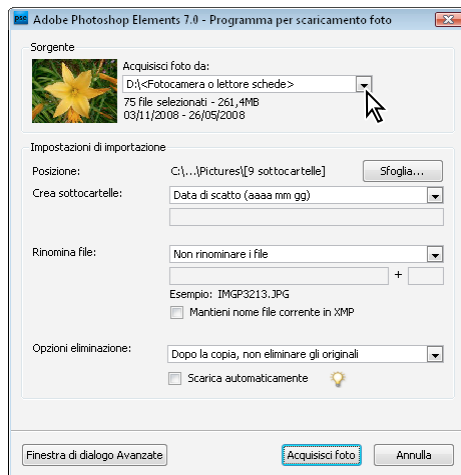 pse Adobe Photoshop Elements 7.0 - Programma per scaricamento foto
Sorgente
Acquisisci foto da:
D:\<Fotocamera o lettore schede>
75 file selezionati - 261,4MB
03/11/2008 - 26/05/2008
Impostazioni di importazione
Posizione: C:\...\Pictures\[9 sottocartelle] Sfoglia...
Crea sottocartelle: Data di scatto (aaaa mm gg)
Rinomina file: Non rinominare i file
+
Esempio: IMGP3213.JPG
Mantieni nome file corrente in XMP
Opzioni eliminazione: Dopo la copia, non eliminare gli originali
Scarica automaticamente
Finestra di dialogo Avanzate Acquisisci foto Annulla